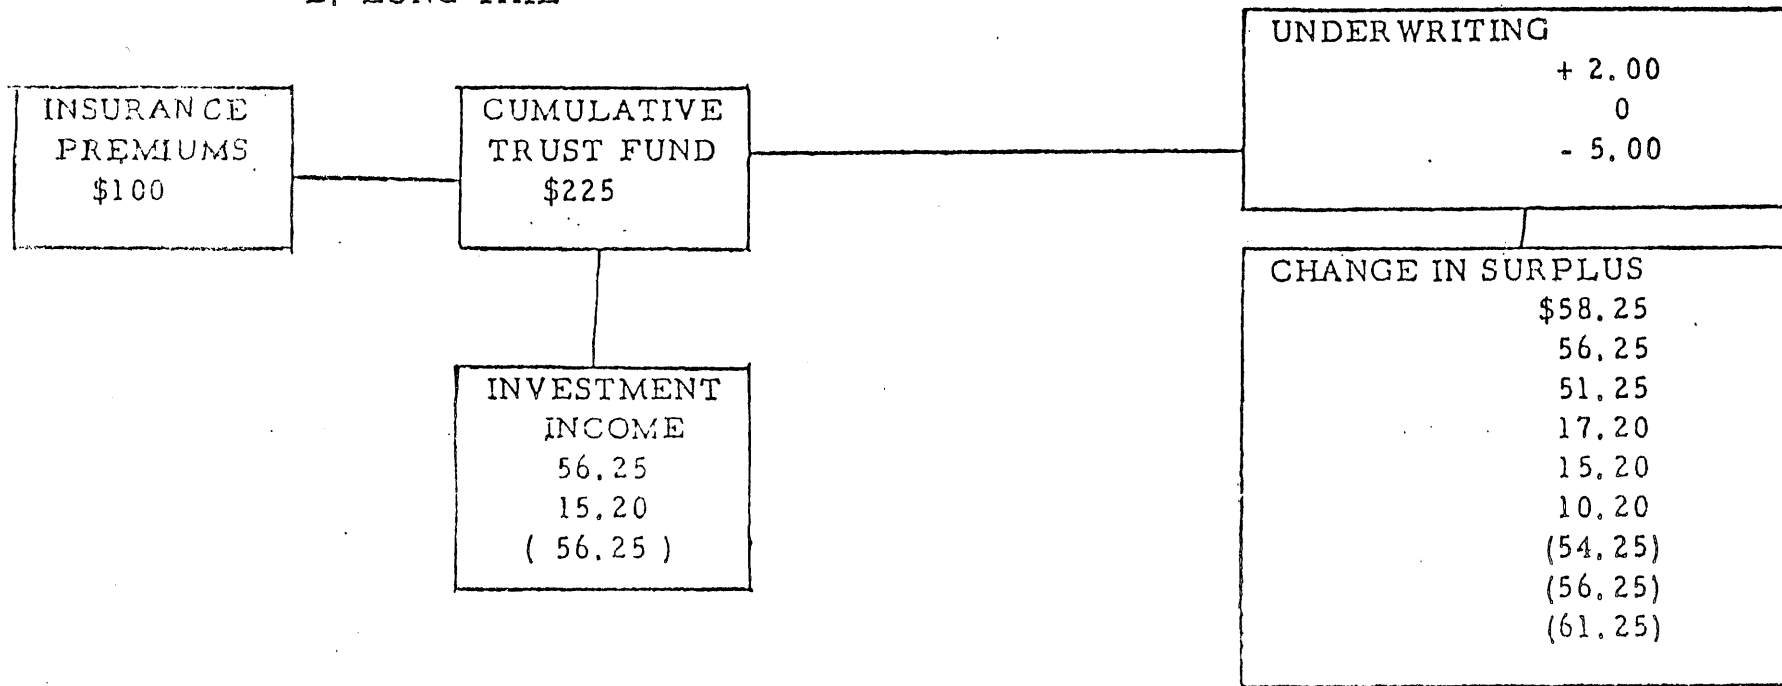 UNDERWRITING
+ 2.00
0
- 5.00
INSURANCE
PREMIUMS
$100
CUMULATIVE
TRUST FUND
$225
CHANGE IN SURPLUS
$58.25
56.25
51.25
17.20
15.20
10.20
(54.25)
(56.25)
(61.25)
INVESTMENT
INCOME
56.25
15.20
( 56.25 )